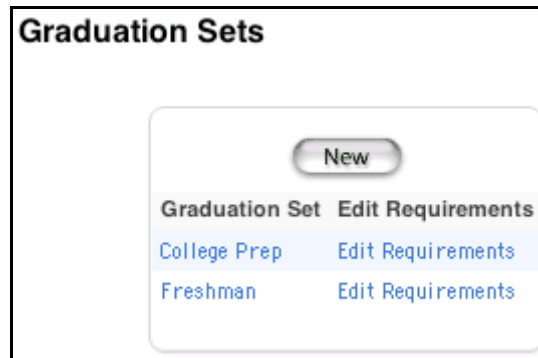 Graduation Sets
New
Graduation Set Edit Requirements
College Prep Edit Requirements
Freshman Edit Requirements